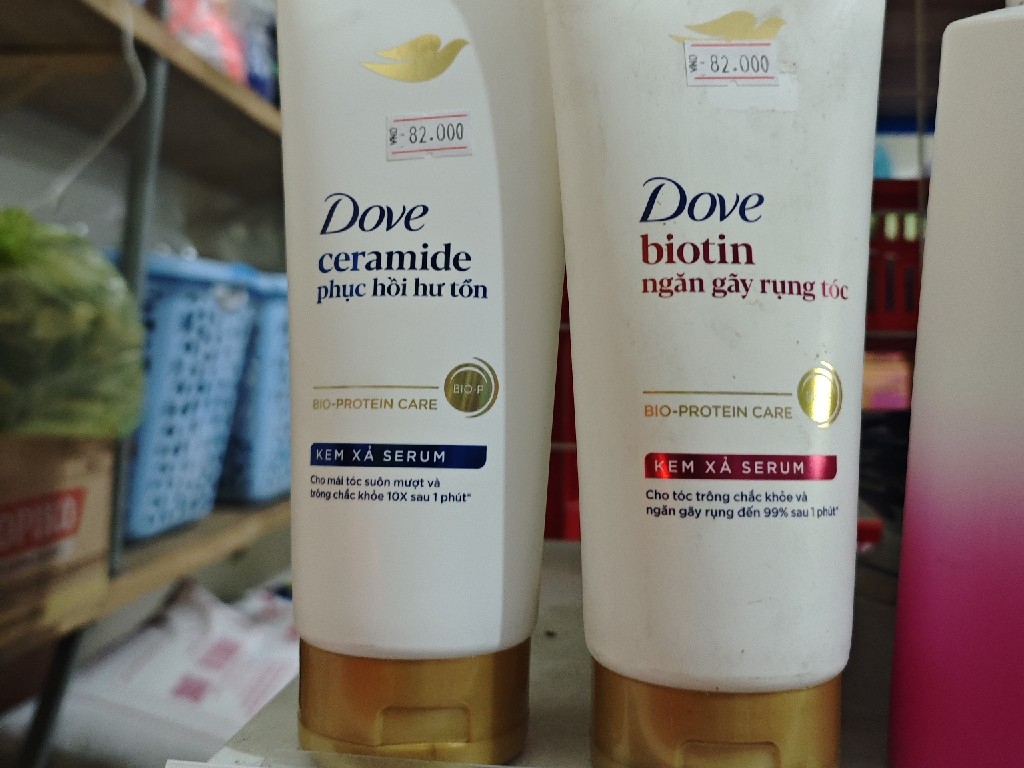 VND- 82.000
Dove
ceramide
phục hồi hư tổn
BIO-PROTEIN CARE
BIO-P
KEM XẢ SERUM
Cho mái tóc suôn mượt và
trông chắc khỏe 10X sau 1 phút*
VND- 82.000
Dove
biotin
ngăn gãy rụng tóc
BIO-PROTEIN CARE
KEM XẢ SERUM
Cho tóc trông chắc khỏe và
ngăn gãy rụng đến 99% sau 1 phút*